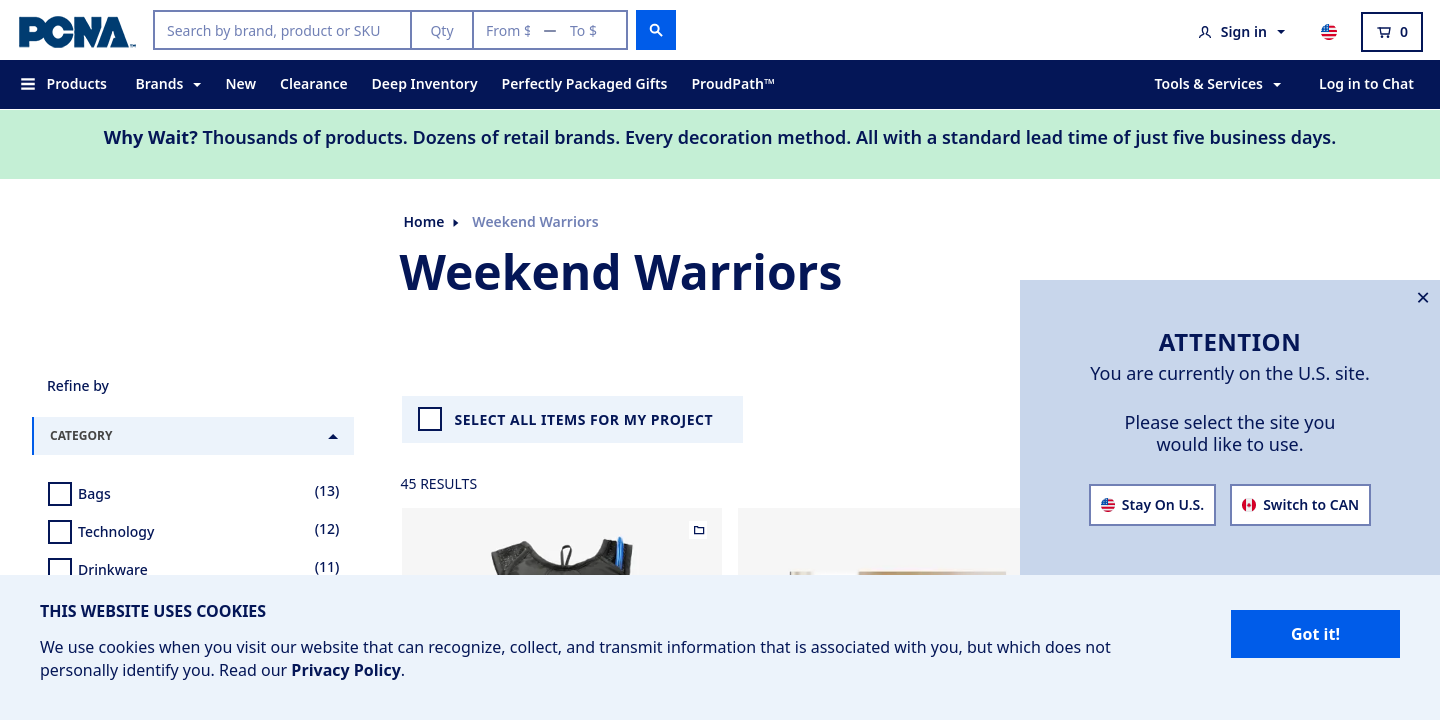 PCNA™
Search by brand, product or SKU
Qty
From $ — To $
Sign in
0
Products
Brands
New
Clearance
Deep Inventory
Perfectly Packaged Gifts
ProudPath™
Tools & Services
Log in to Chat
Why Wait? Thousands of products. Dozens of retail brands. Every decoration method. All with a standard lead time of just five business days.
Home
Weekend Warriors
Weekend Warriors
Refine by
CATEGORY
Bags (13)
Technology (12)
Drinkware (11)
SELECT ALL ITEMS FOR MY PROJECT
45 RESULTS
ATTENTION
You are currently on the U.S. site.
Please select the site you
would like to use.
Stay On U.S.
Switch to CAN
THIS WEBSITE USES COOKIES
We use cookies when you visit our website that can recognize, collect, and transmit information that is associated with you, but which does not
personally identify you. Read our Privacy Policy.
Got it!